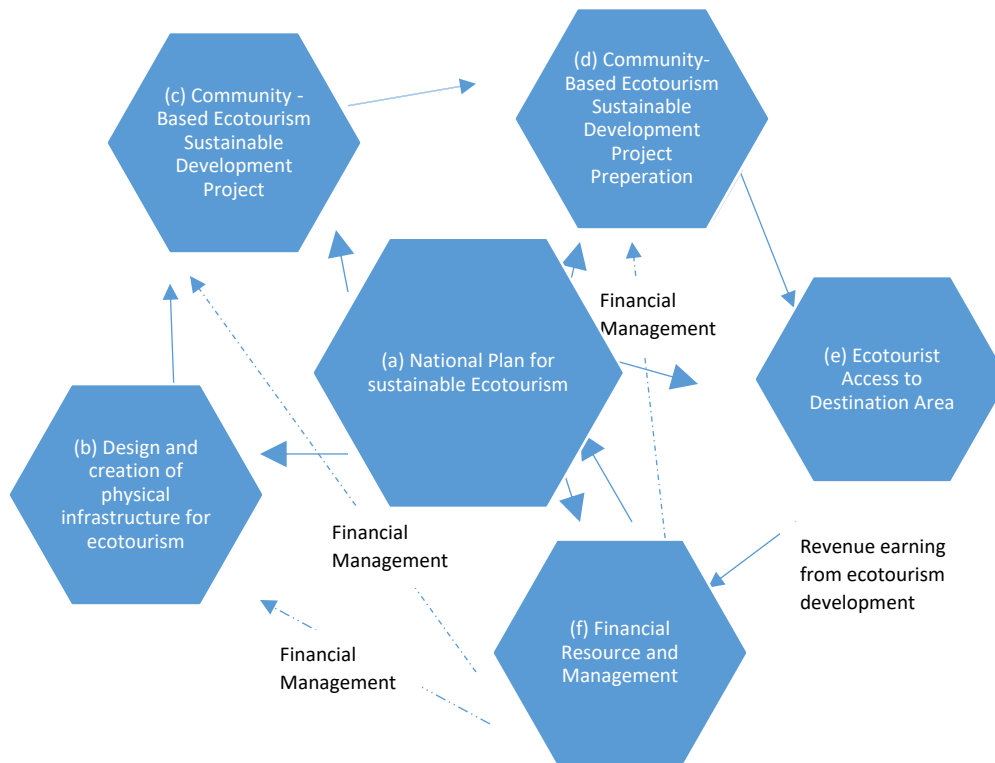 (c) Community -
Based Ecotourism
Sustainable
Development
Project
(d) Community-
Based Ecotourism
Sustainable
Development
Project
Preperation
Financial
Management
(a) National Plan for
sustainable Ecotourism
(e) Ecotourist
Access to
Destination Area
(b) Design and
creation of
physical
infrastructure for
ecotourism
Financial
Management
Revenue earning
from ecotourism
development
(f) Financial
Resource and
Management
Financial
Management